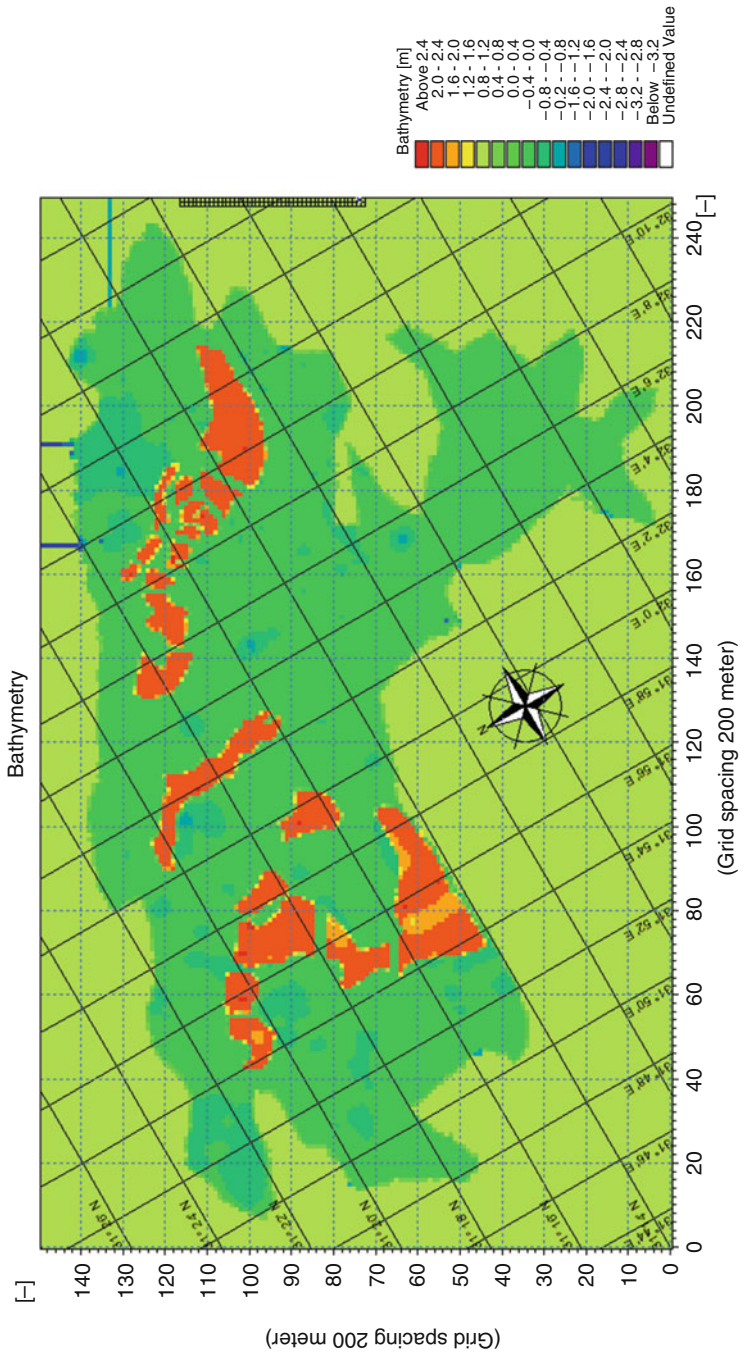 Bathymetry
[−]
140
130
120
110
100
90
80
70
60
50
40
30
20
10
0
(Grid spacing 200 meter)
0
20
40
60
80
100
120
140
160
180
200
220
240
[−]
(Grid spacing 200 meter)
31° 26' N
31° 24' N
31° 22' N
31° 20' N
31° 18' N
31° 16' N
31° 46' E
31° 48' E
31° 50' E
31° 52' E
31° 54' E
31° 56' E
31° 58' E
32° 0' E
32° 2' E
32° 4' E
32° 6' E
32° 8' E
32° 10' E
N
Bathymetry [m]
Above 2.4
2.0 - 2.4
1.6 - 2.0
1.2 - 1.6
0.8 - 1.2
0.4 - 0.8
0.0 - 0.4
−0.4 - 0.0
−0.8 - −0.4
−0.2 - −0.8
−1.6 - −1.2
−2.0 - −1.6
−2.4 - −2.0
−2.8 - −2.4
−3.2 - −2.8
Below −3.2
Undefined Value